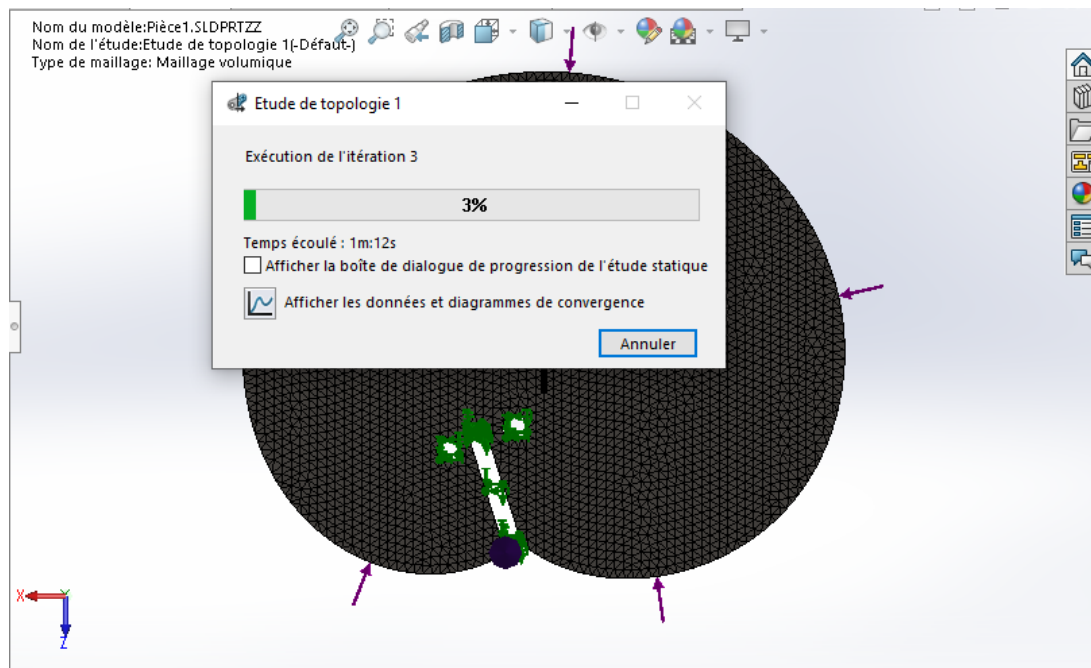 Nom du modèle:Pièce1.SLDPRTZZ
Nom de l'étude:Etude de topologie 1(-Défaut-)
Type de maillage: Maillage volumique
Etude de topologie 1
Exécution de l'itération 3
3%
Temps écoulé : 1m:12s
Afficher la boîte de dialogue de progression de l'étude statique
Afficher les données et diagrammes de convergence
Annuler
X
Y
Z